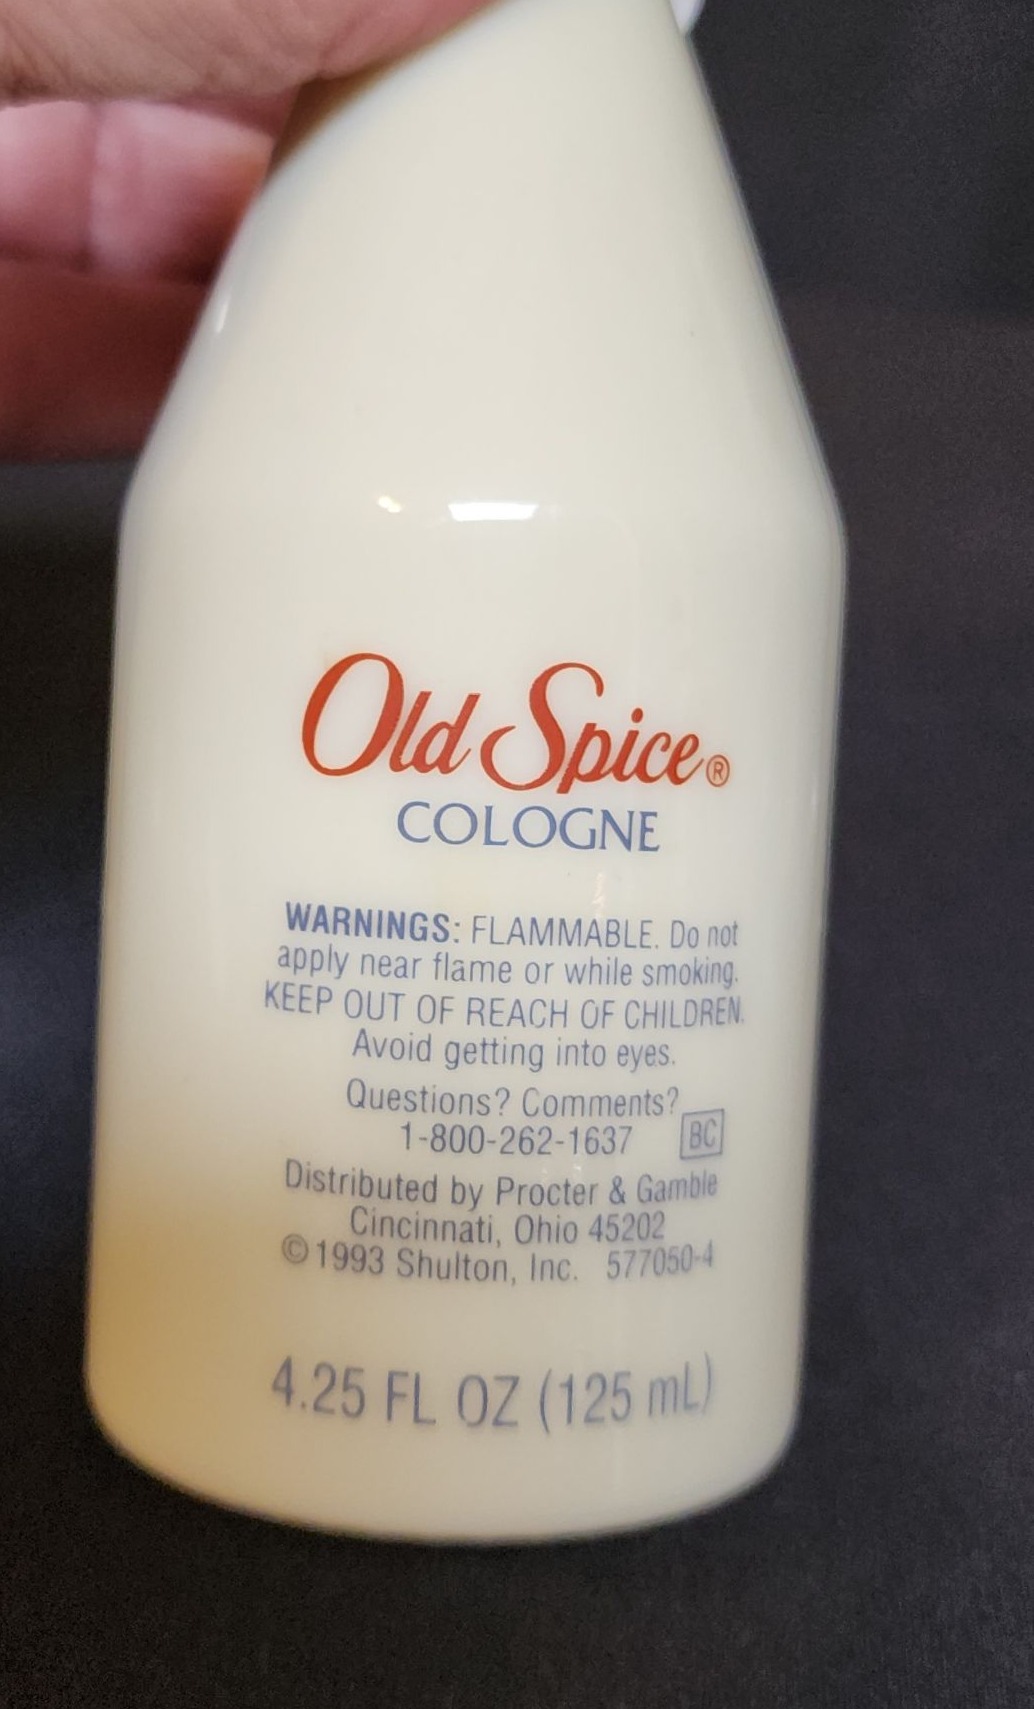 Old Spice®
COLOGNE
WARNINGS: FLAMMABLE. Do not
apply near flame or while smoking.
KEEP OUT OF REACH OF CHILDREN.
Avoid getting into eyes.
Questions? Comments?
1-800-262-1637 BC
Distributed by Procter & Gamble
Cincinnati, Ohio 45202
© 1993 Shulton, Inc. 577050-4
4.25 FL OZ (125 mL)